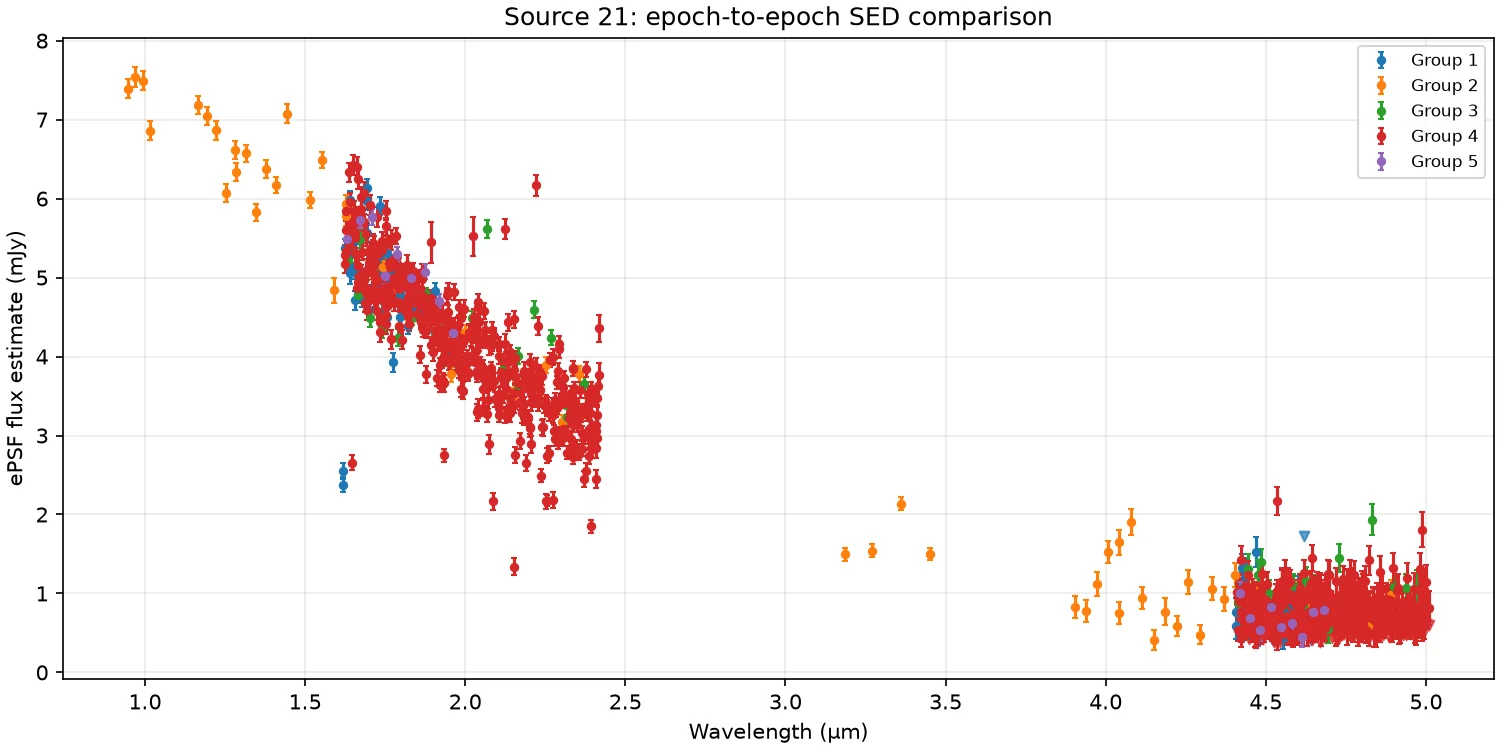 Source 21: epoch-to-epoch SED comparison
ePSF flux estimate (mJy)
8
7
6
5
4
3
2
1
0
Group 1
Group 2
Group 3
Group 4
Group 5
1.0 1.5 2.0 2.5 3.0 3.5 4.0 4.5 5.0
Wavelength (μm)